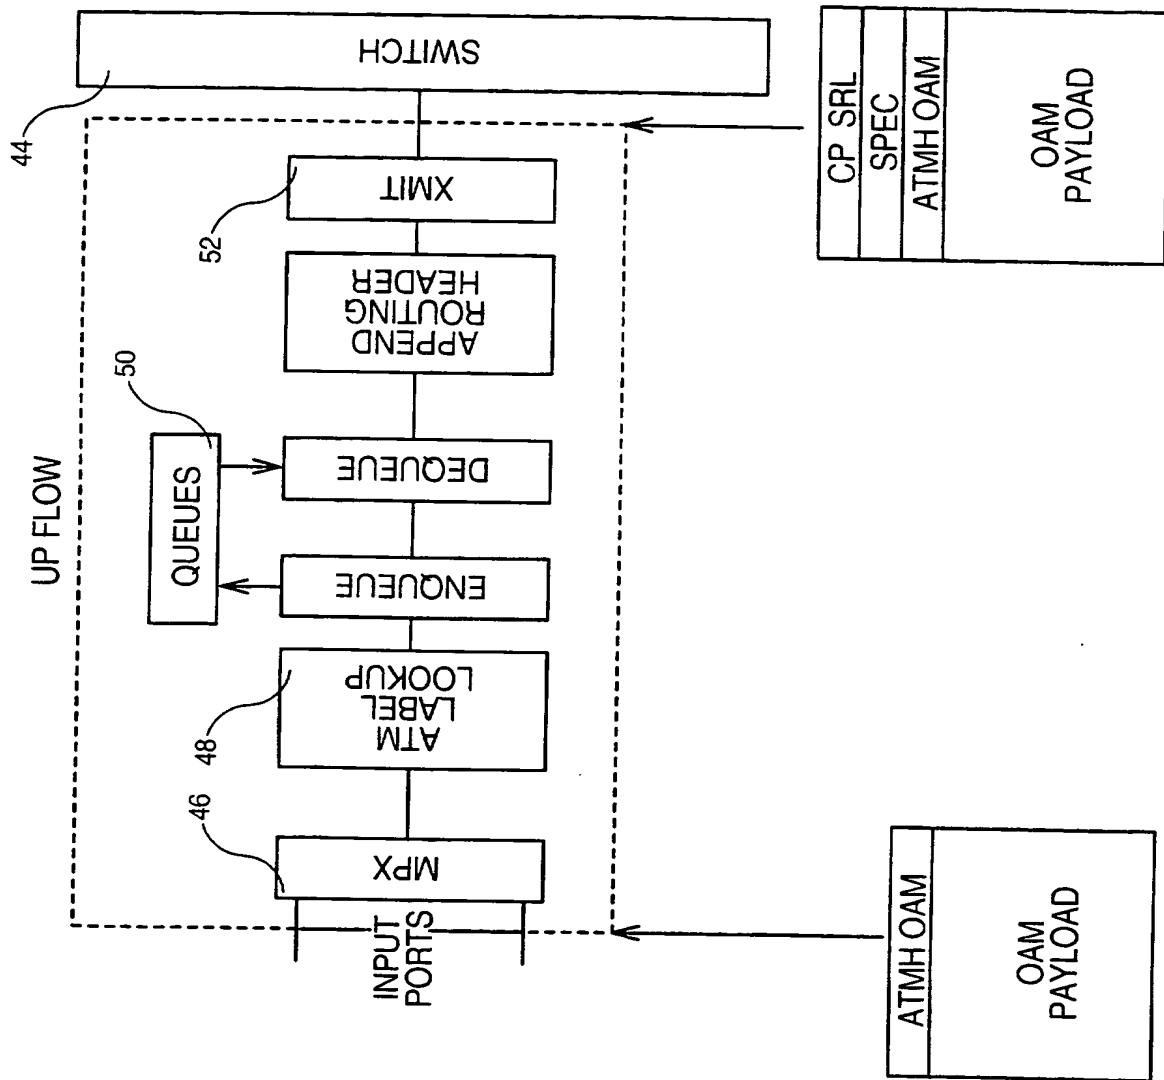 UP FLOW
44
SWITCH
52
XMIT
APPEND
ROUTING
HEADER
50
QUEUES
DEQUEUE
ENQUEUE
48
ATM
LABEL
LOOKUP
46
MPX
INPUT
PORTS
ATMH OAM
OAM
PAYLOAD
CP SRL
SPEC
ATMH OAM
OAM
PAYLOAD